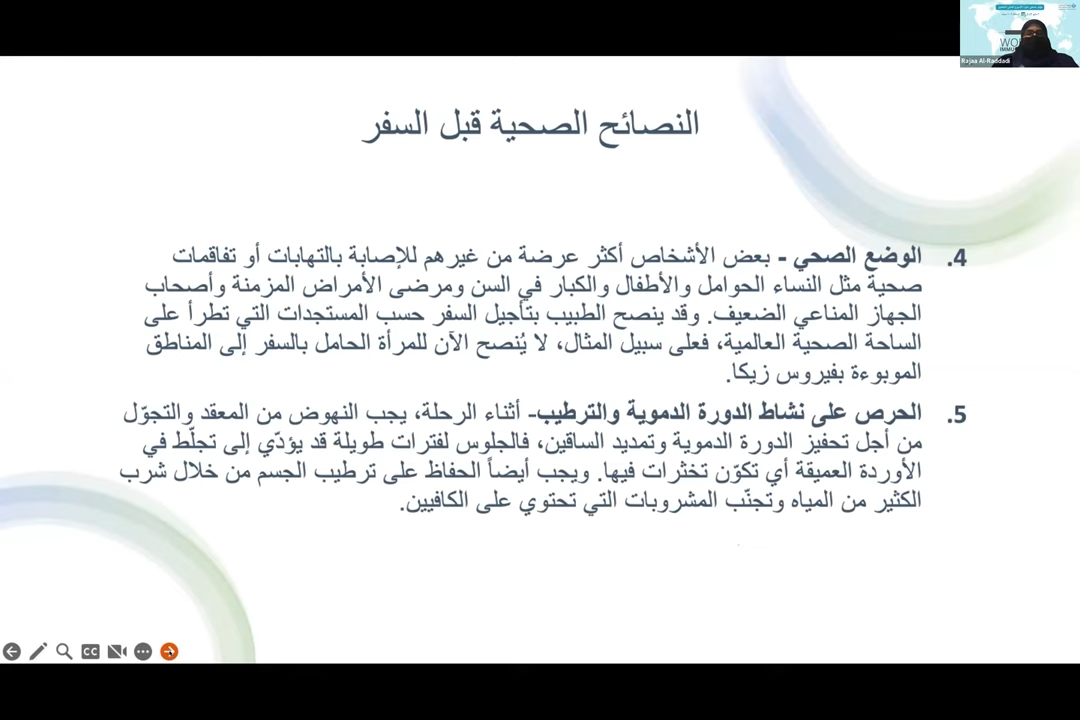 النصائح الصحية قبل السفر
4. الوضع الصحي - بعض الأشخاص أكثر عرضة من غيرهم للإصابة بالتهابات أو تفاقمات
صحية مثل النساء الحوامل والأطفال والكبار في السن ومرضى الأمراض المزمنة وأصحاب
الجهاز المناعي الضعيف. وقد ينصح الطبيب بتأجيل السفر حسب المستجدات التي تطرأ على
الساحة الصحية العالمية، فعلى سبيل المثال، لا يُنصح الآن للمرأة الحامل بالسفر إلى المناطق
الموبوءة بفيروس زيكا.
5. الحرص على نشاط الدورة الدموية والترطيب- أثناء الرحلة، يجب النهوض من المعقد والتجوّل
من أجل تحفيز الدورة الدموية وتمديد الساقين، فالجلوس لفترات طويلة قد يؤدّي إلى تجلّط في
الأوردة العميقة أي تكوّن تخثرات فيها. ويجب أيضاً الحفاظ على ترطيب الجسم من خلال شرب
الكثير من المياه وتجنّب المشروبات التي تحتوي على الكافيين.
Rajaa Al-Raddadi
CC